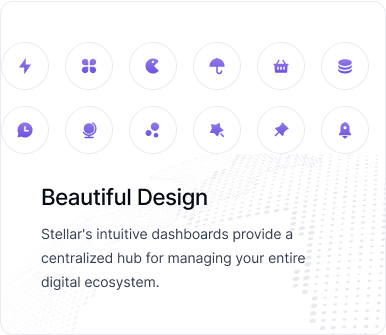 Beautiful Design
Stellar's intuitive dashboards provide a
centralized hub for managing your entire
digital ecosystem.